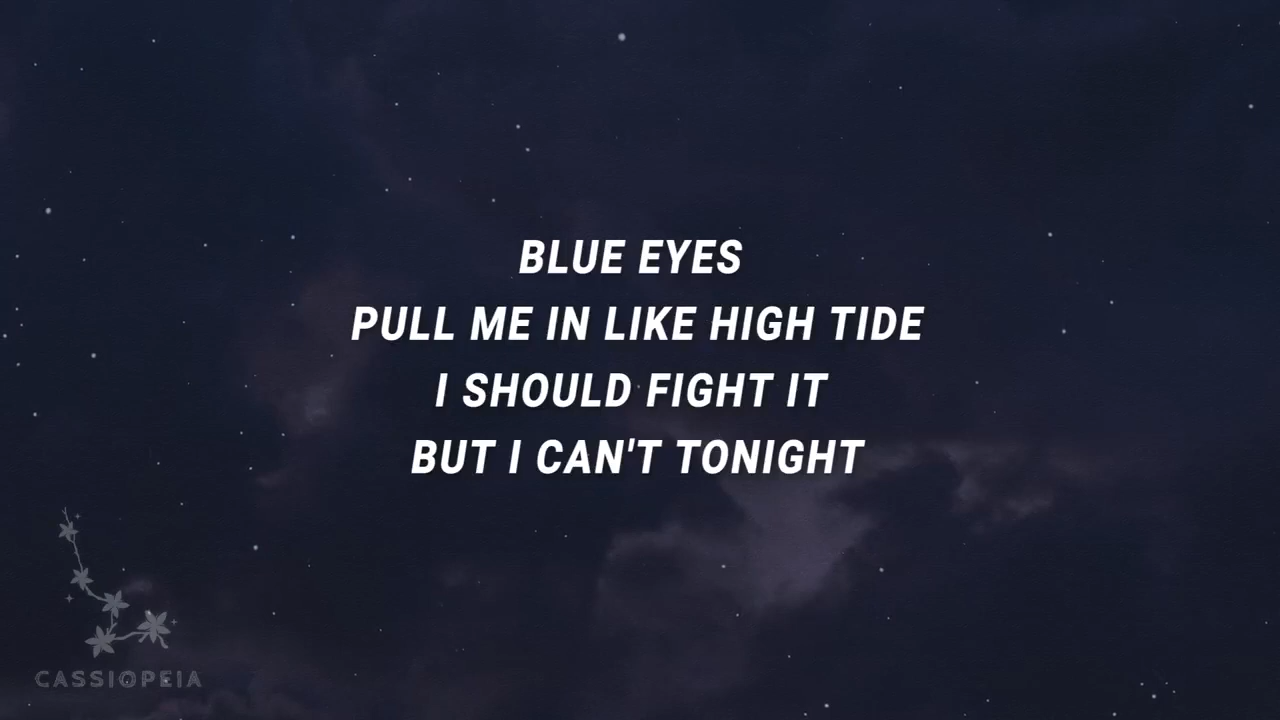 BLUE EYES
PULL ME IN LIKE HIGH TIDE
I SHOULD FIGHT IT
BUT I CAN'T TONIGHT
CASSIOPEIA